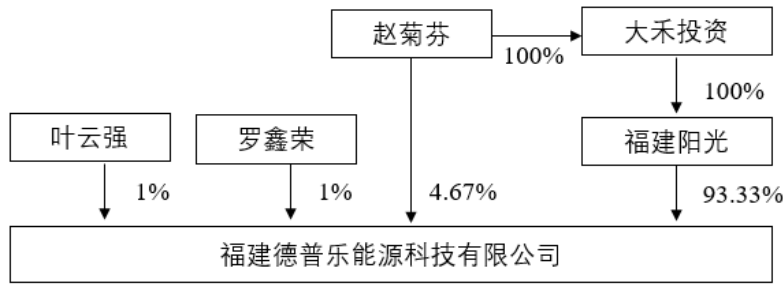 赵菊芬
大禾投资
100%
100%
叶云强
罗鑫荣
福建阳光
1%
1%
4.67%
93.33%
福建德普乐能源科技有限公司